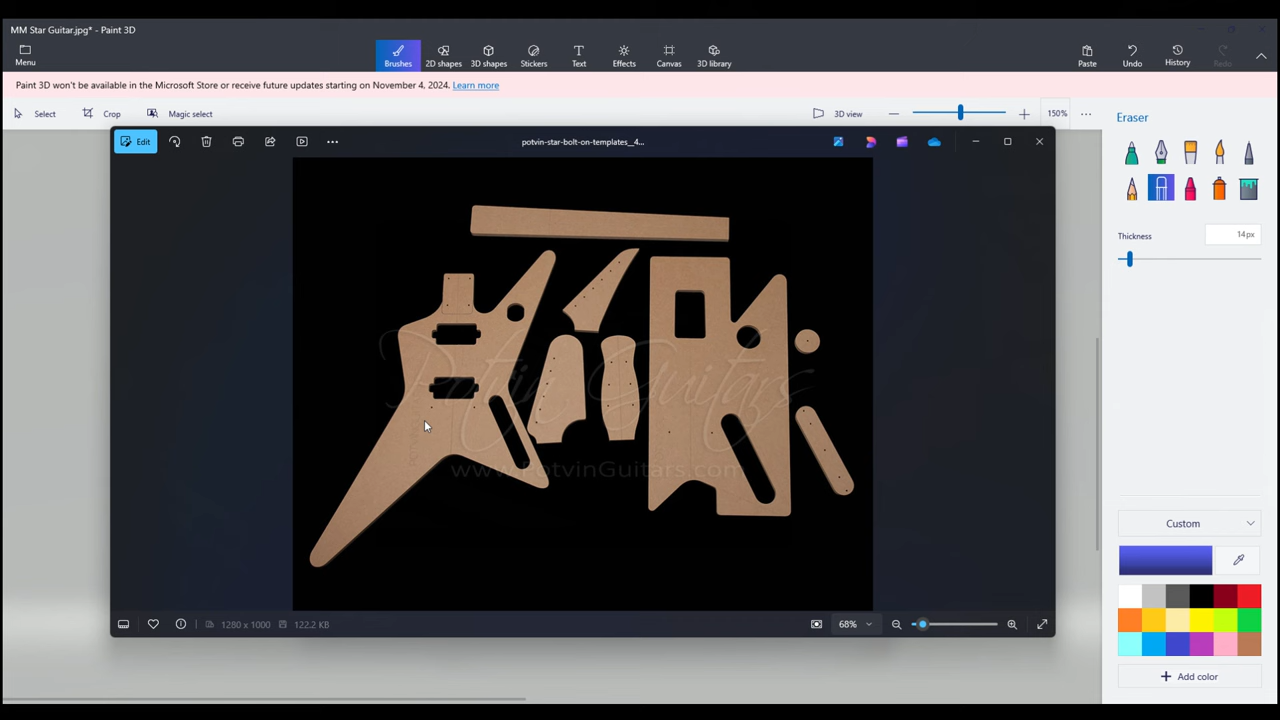 MM Star Guitar.jpg* - Paint 3D
Menu
Brushes 2D shapes 3D shapes Stickers Text Effects Canvas 3D library Paste Undo History Redo
Paint 3D won't be available in the Microsoft Store or receive future updates starting on November 4, 2024. Learn more
Select Crop Magic select 3D view 150%
Eraser
Edit potvin-star-bolt-on-templates__4...
Thickness 14px
Potvin Guitars
www.PotvinGuitars.com
Custom
1280 x 1000 122.2 KB 68%
Add color